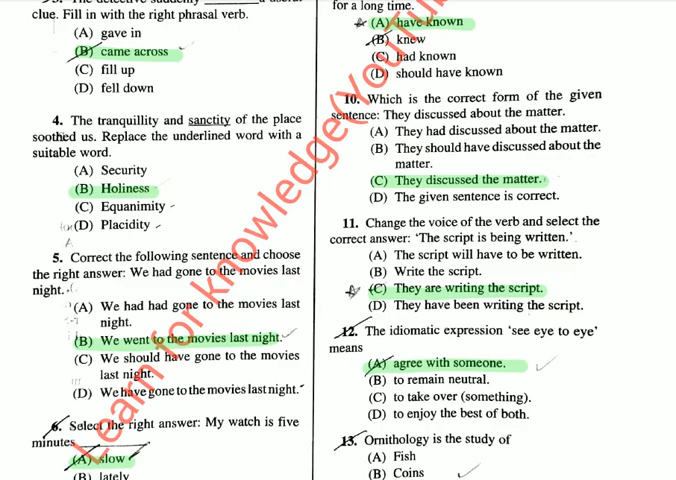 3. The detective suddenly ________ a useful
clue. Fill in with the right phrasal verb.
(A) gave in
(B) came across
(C) fill up
(D) fell down
4. The tranquillity and sanctity of the place
soothed us. Replace the underlined word with a
suitable word.
(A) Security
(B) Holiness
(C) Equanimity
(D) Placidity
5. Correct the following sentence and choose
the right answer: We had gone to the movies last
night.
(A) We had had gone to the movies last
night.
(B) We went to the movies last night.
(C) We should have gone to the movies
last night.
(D) We have gone to the movies last night.
6. Select the right answer: My watch is five
minutes ________.
(A) slow
(B) lately
for a long time.
(A) have known
(B) knew
(C) had known
(D) should have known
10. Which is the correct form of the given
sentence: They discussed about the matter.
(A) They had discussed about the matter.
(B) They should have discussed about the
matter.
(C) They discussed the matter.
(D) The given sentence is correct.
11. Change the voice of the verb and select the
correct answer: 'The script is being written.'
(A) The script will have to be written.
(B) Write the script.
(C) They are writing the script.
(D) They have been writing the script.
12. The idiomatic expression 'see eye to eye'
means
(A) agree with someone.
(B) to remain neutral.
(C) to take over (something).
(D) to enjoy the best of both.
13. Ornithology is the study of
(A) Fish
(B) Coins
Learn for knowledge(YouTu